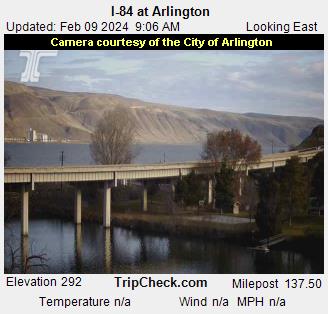 I-84 at Arlington
Updated: Feb 09 2024 9:06 AM Looking East
Camera courtesy of the City of Arlington
Elevation 292 TripCheck.com Milepost 137.50
Temperature n/a Wind n/a MPH n/a